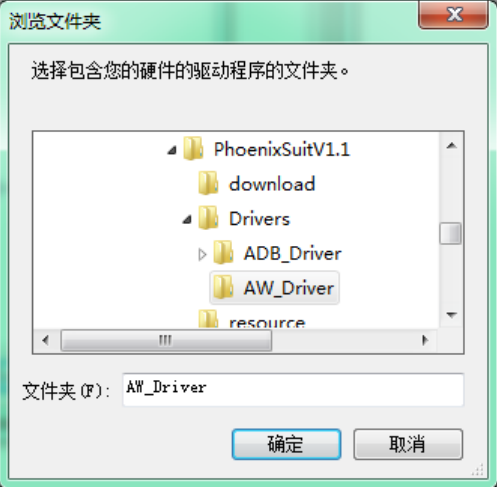 浏览文件夹
选择包含您的硬件的驱动程序的文件夹。
PhoenixSuitV1.1
download
Drivers
ADB_Driver
AW_Driver
resource
文件夹(F): AW_Driver
确定 取消